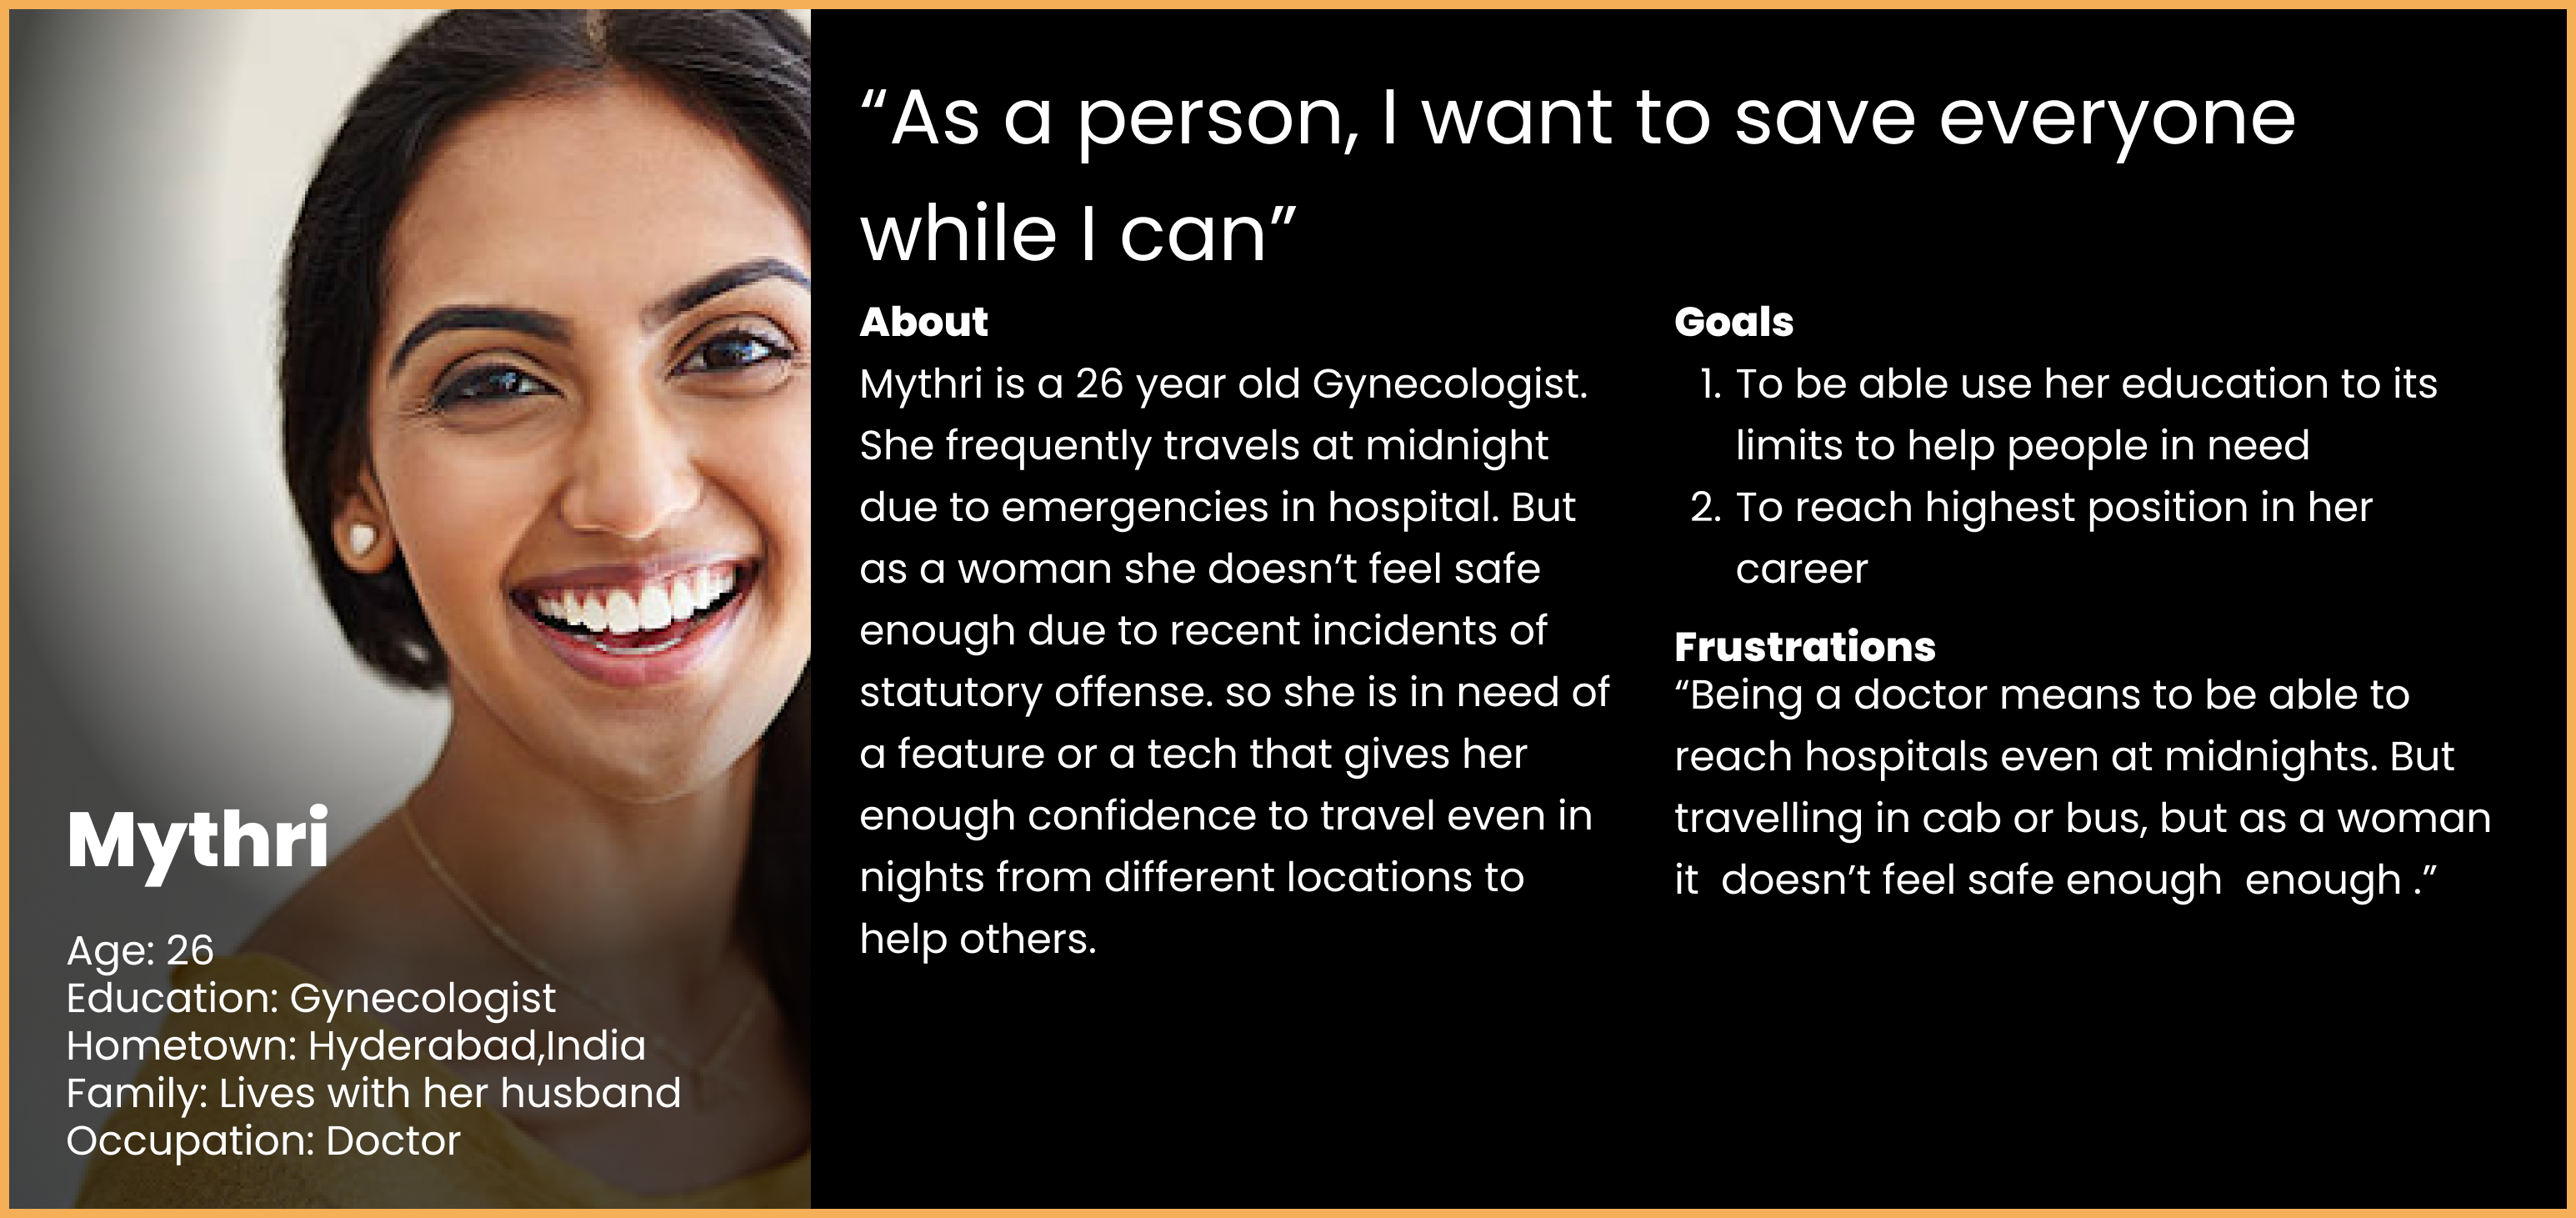 “As a person, I want to save everyone
while I can”
About
Mythri is a 26 year old Gynecologist.
She frequently travels at midnight
due to emergencies in hospital. But
as a woman she doesn’t feel safe
enough due to recent incidents of
statutory offense. so she is in need of
a feature or a tech that gives her
enough confidence to travel even in
nights from different locations to
help others.
Goals
1. To be able use her education to its
limits to help people in need
2. To reach highest position in her
career
Frustrations
“Being a doctor means to be able to
reach hospitals even at midnights. But
travelling in cab or bus, but as a woman
it  doesn’t feel safe enough  enough .”
Mythri
Age: 26
Education: Gynecologist
Hometown: Hyderabad,India
Family: Lives with her husband
Occupation: Doctor